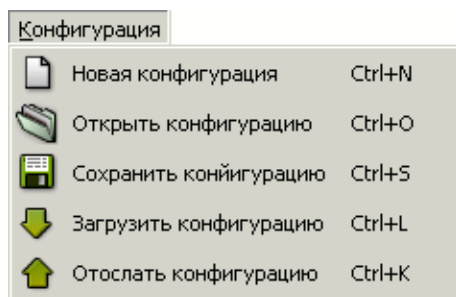 Конфигурация
Новая конфигурация Ctrl+N
Открыть конфигурацию Ctrl+O
Сохранить конйигурацию Ctrl+S
Загрузить конфигурацию Ctrl+L
Отослать конфигурацию Ctrl+K